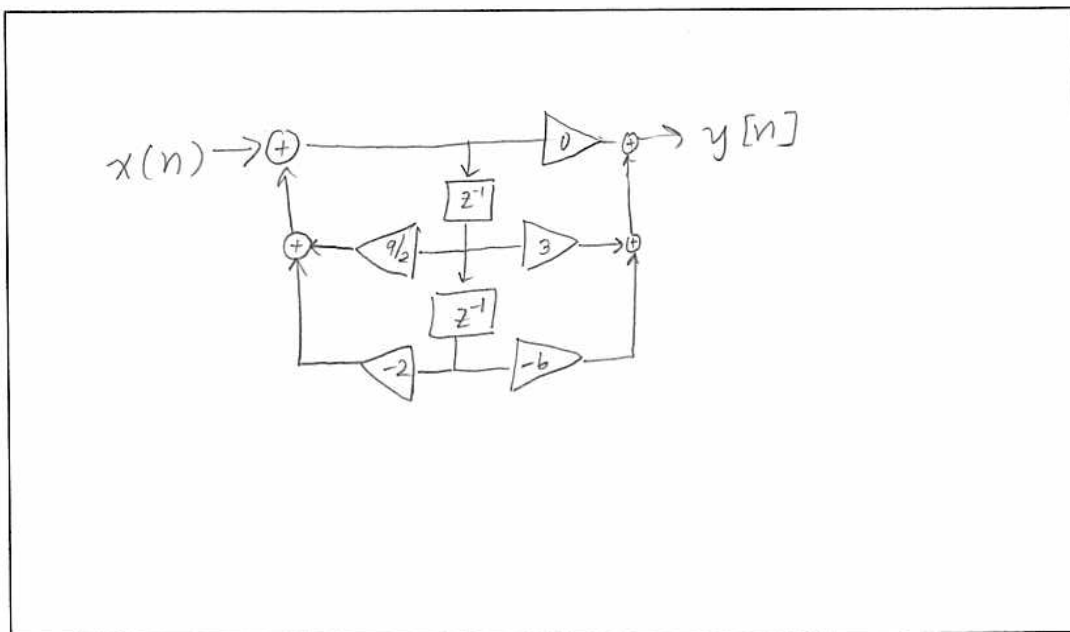 x(n) + 0 + y[n]
z⁻¹
+ 9/2 3 +
z⁻¹
-2 -6